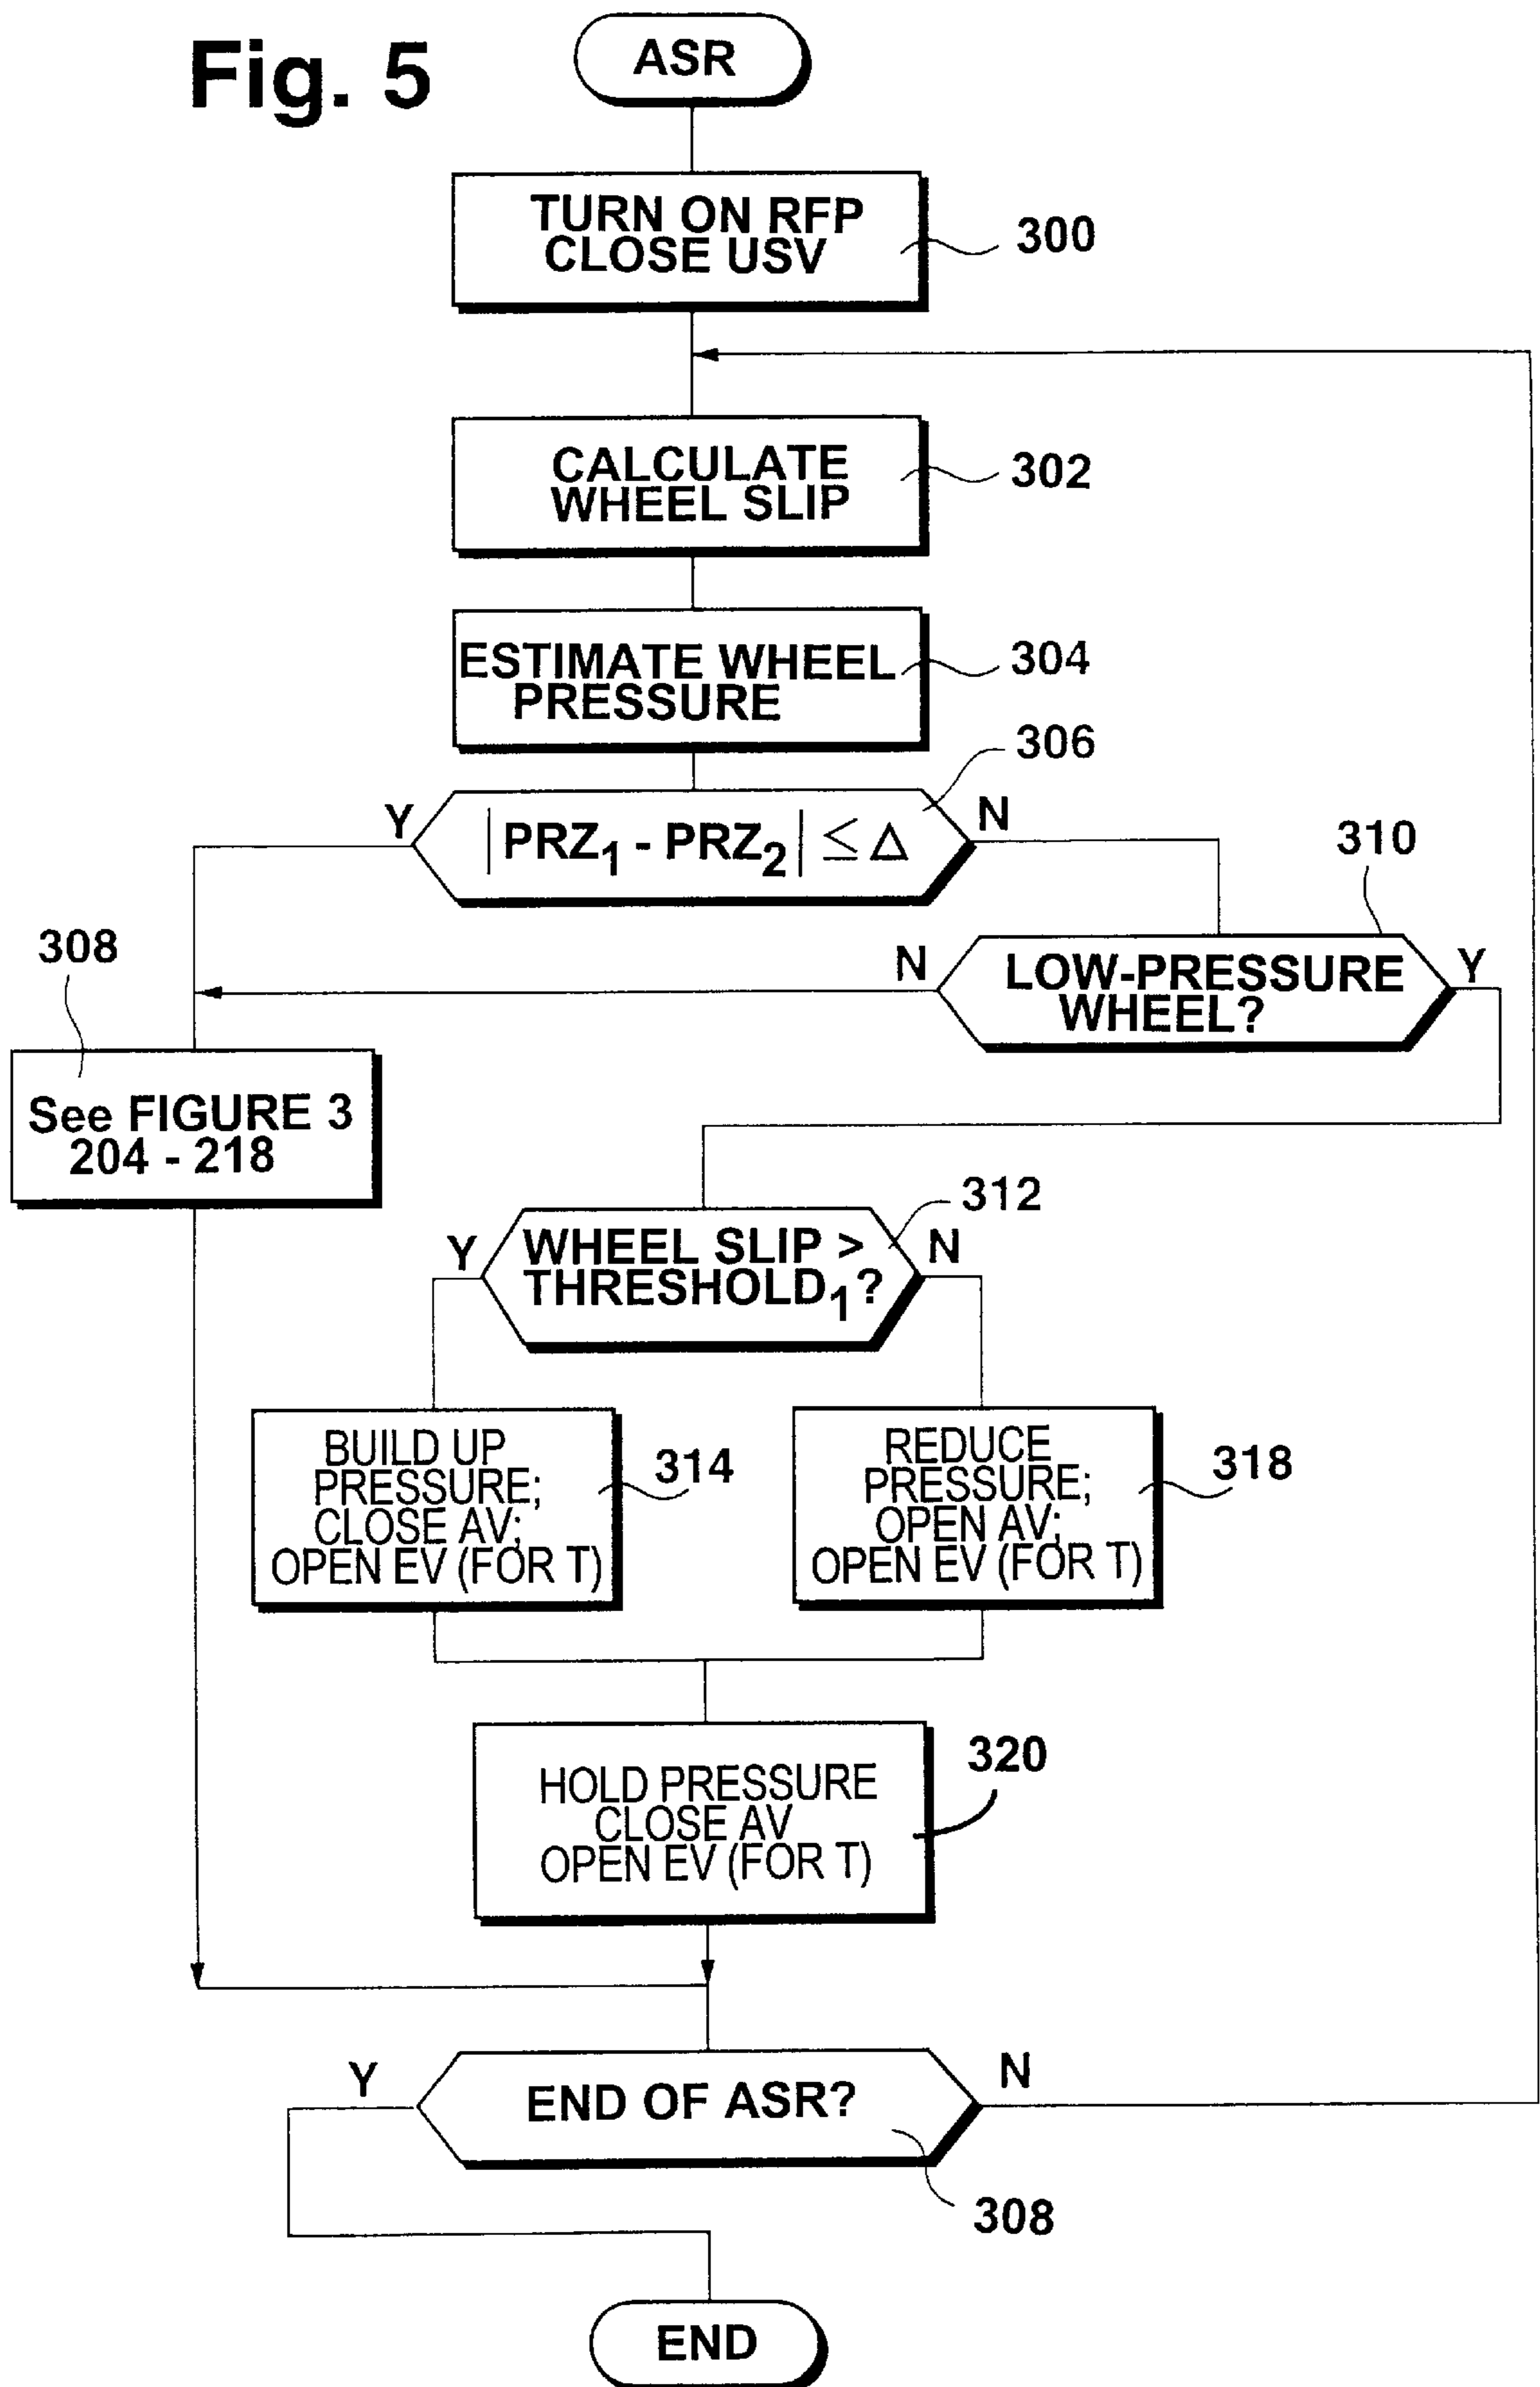 Fig. 5
ASR
TURN ON RFP
CLOSE USV
300
CALCULATE
WHEEL SLIP
302
ESTIMATE WHEEL
PRESSURE
304
306
Y
|PRZ₁ - PRZ₂| ≤ Δ
N
310
308
N
LOW-PRESSURE
WHEEL?
Y
See FIGURE 3
204 - 218
312
Y
WHEEL SLIP >
THRESHOLD₁?
N
BUILD UP
PRESSURE;
CLOSE AV;
OPEN EV (FOR T)
314
REDUCE
PRESSURE;
OPEN AV;
OPEN EV (FOR T)
318
HOLD PRESSURE
CLOSE AV
OPEN EV (FOR T)
320
Y
END OF ASR?
N
308
END